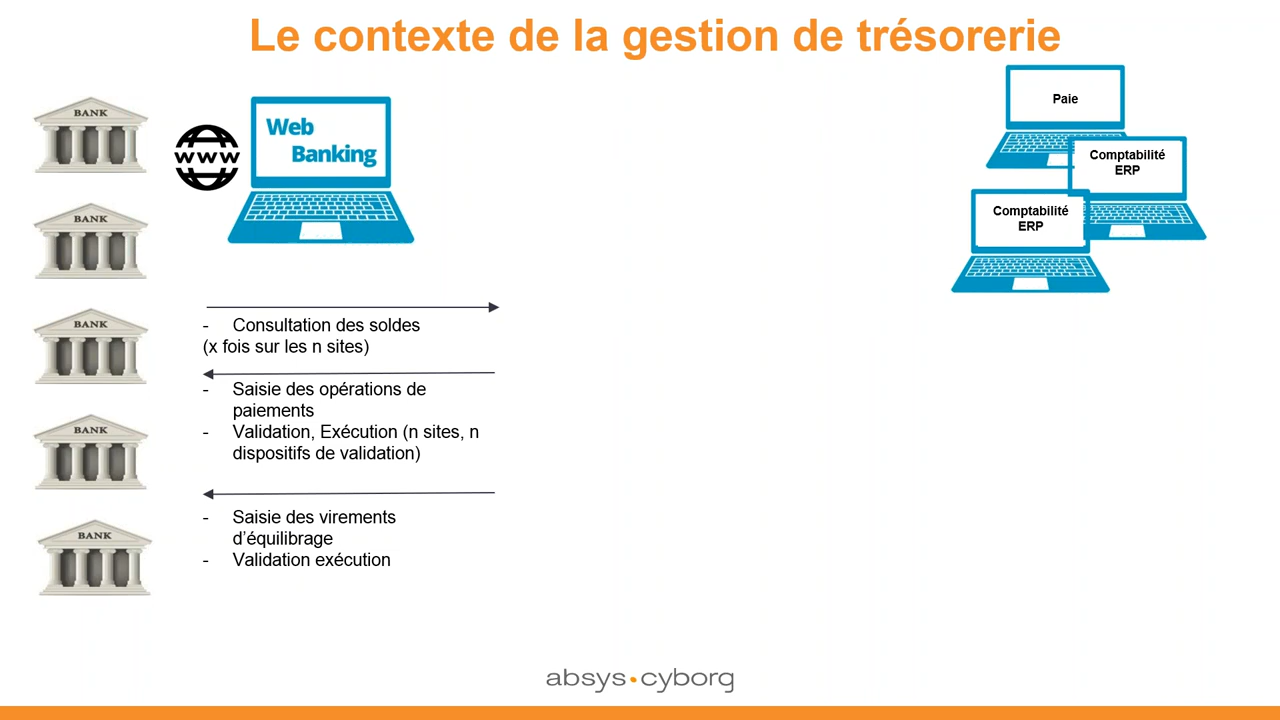 Le contexte de la gestion de trésorerie
BANK
BANK
BANK
BANK
BANK
www
Web
Banking
Paie
Comptabilité
ERP
Comptabilité
ERP
- Consultation des soldes
(x fois sur les n sites)
- Saisie des opérations de
paiements
- Validation, Exécution (n sites, n
dispositifs de validation)
- Saisie des virements
d’équilibrage
- Validation exécution
absys cyborg